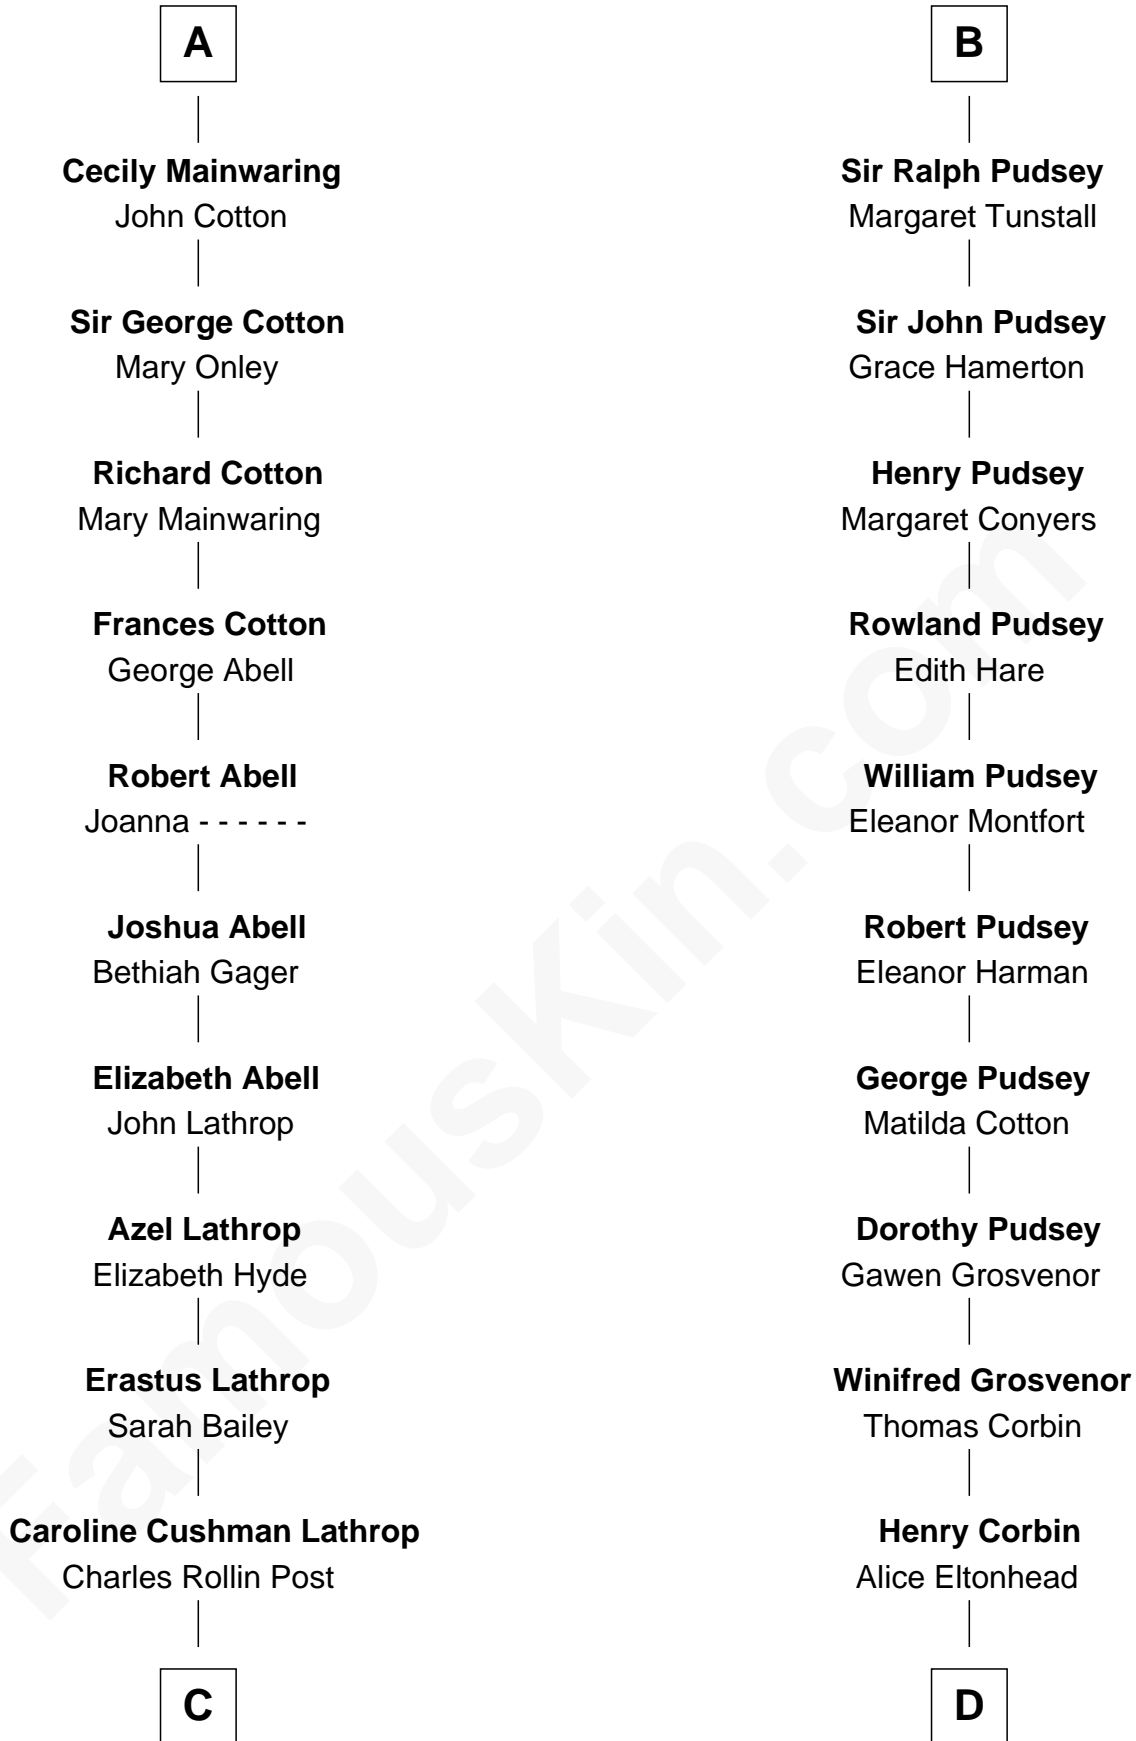 A
Cecily Mainwaring
John Cotton
Sir George Cotton
Mary Onley
Richard Cotton
Mary Mainwaring
Frances Cotton
George Abell
Robert Abell
Joanna - - - - - -
Joshua Abell
Bethiah Gager
Elizabeth Abell
John Lathrop
Azel Lathrop
Elizabeth Hyde
Erastus Lathrop
Sarah Bailey
Caroline Cushman Lathrop
Charles Rollin Post
C
B
Sir Ralph Pudsey
Margaret Tunstall
Sir John Pudsey
Grace Hamerton
Henry Pudsey
Margaret Conyers
Rowland Pudsey
Edith Hare
William Pudsey
Eleanor Montfort
Robert Pudsey
Eleanor Harman
George Pudsey
Matilda Cotton
Dorothy Pudsey
Gawen Grosvenor
Winifred Grosvenor
Thomas Corbin
Henry Corbin
Alice Eltonhead
D
FamousKin.com